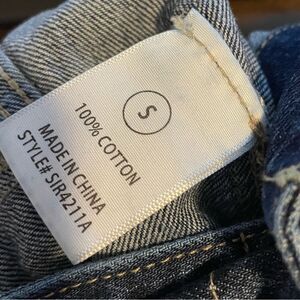 S
100% COTTON
MADE IN CHINA
STYLE# SIR4211A